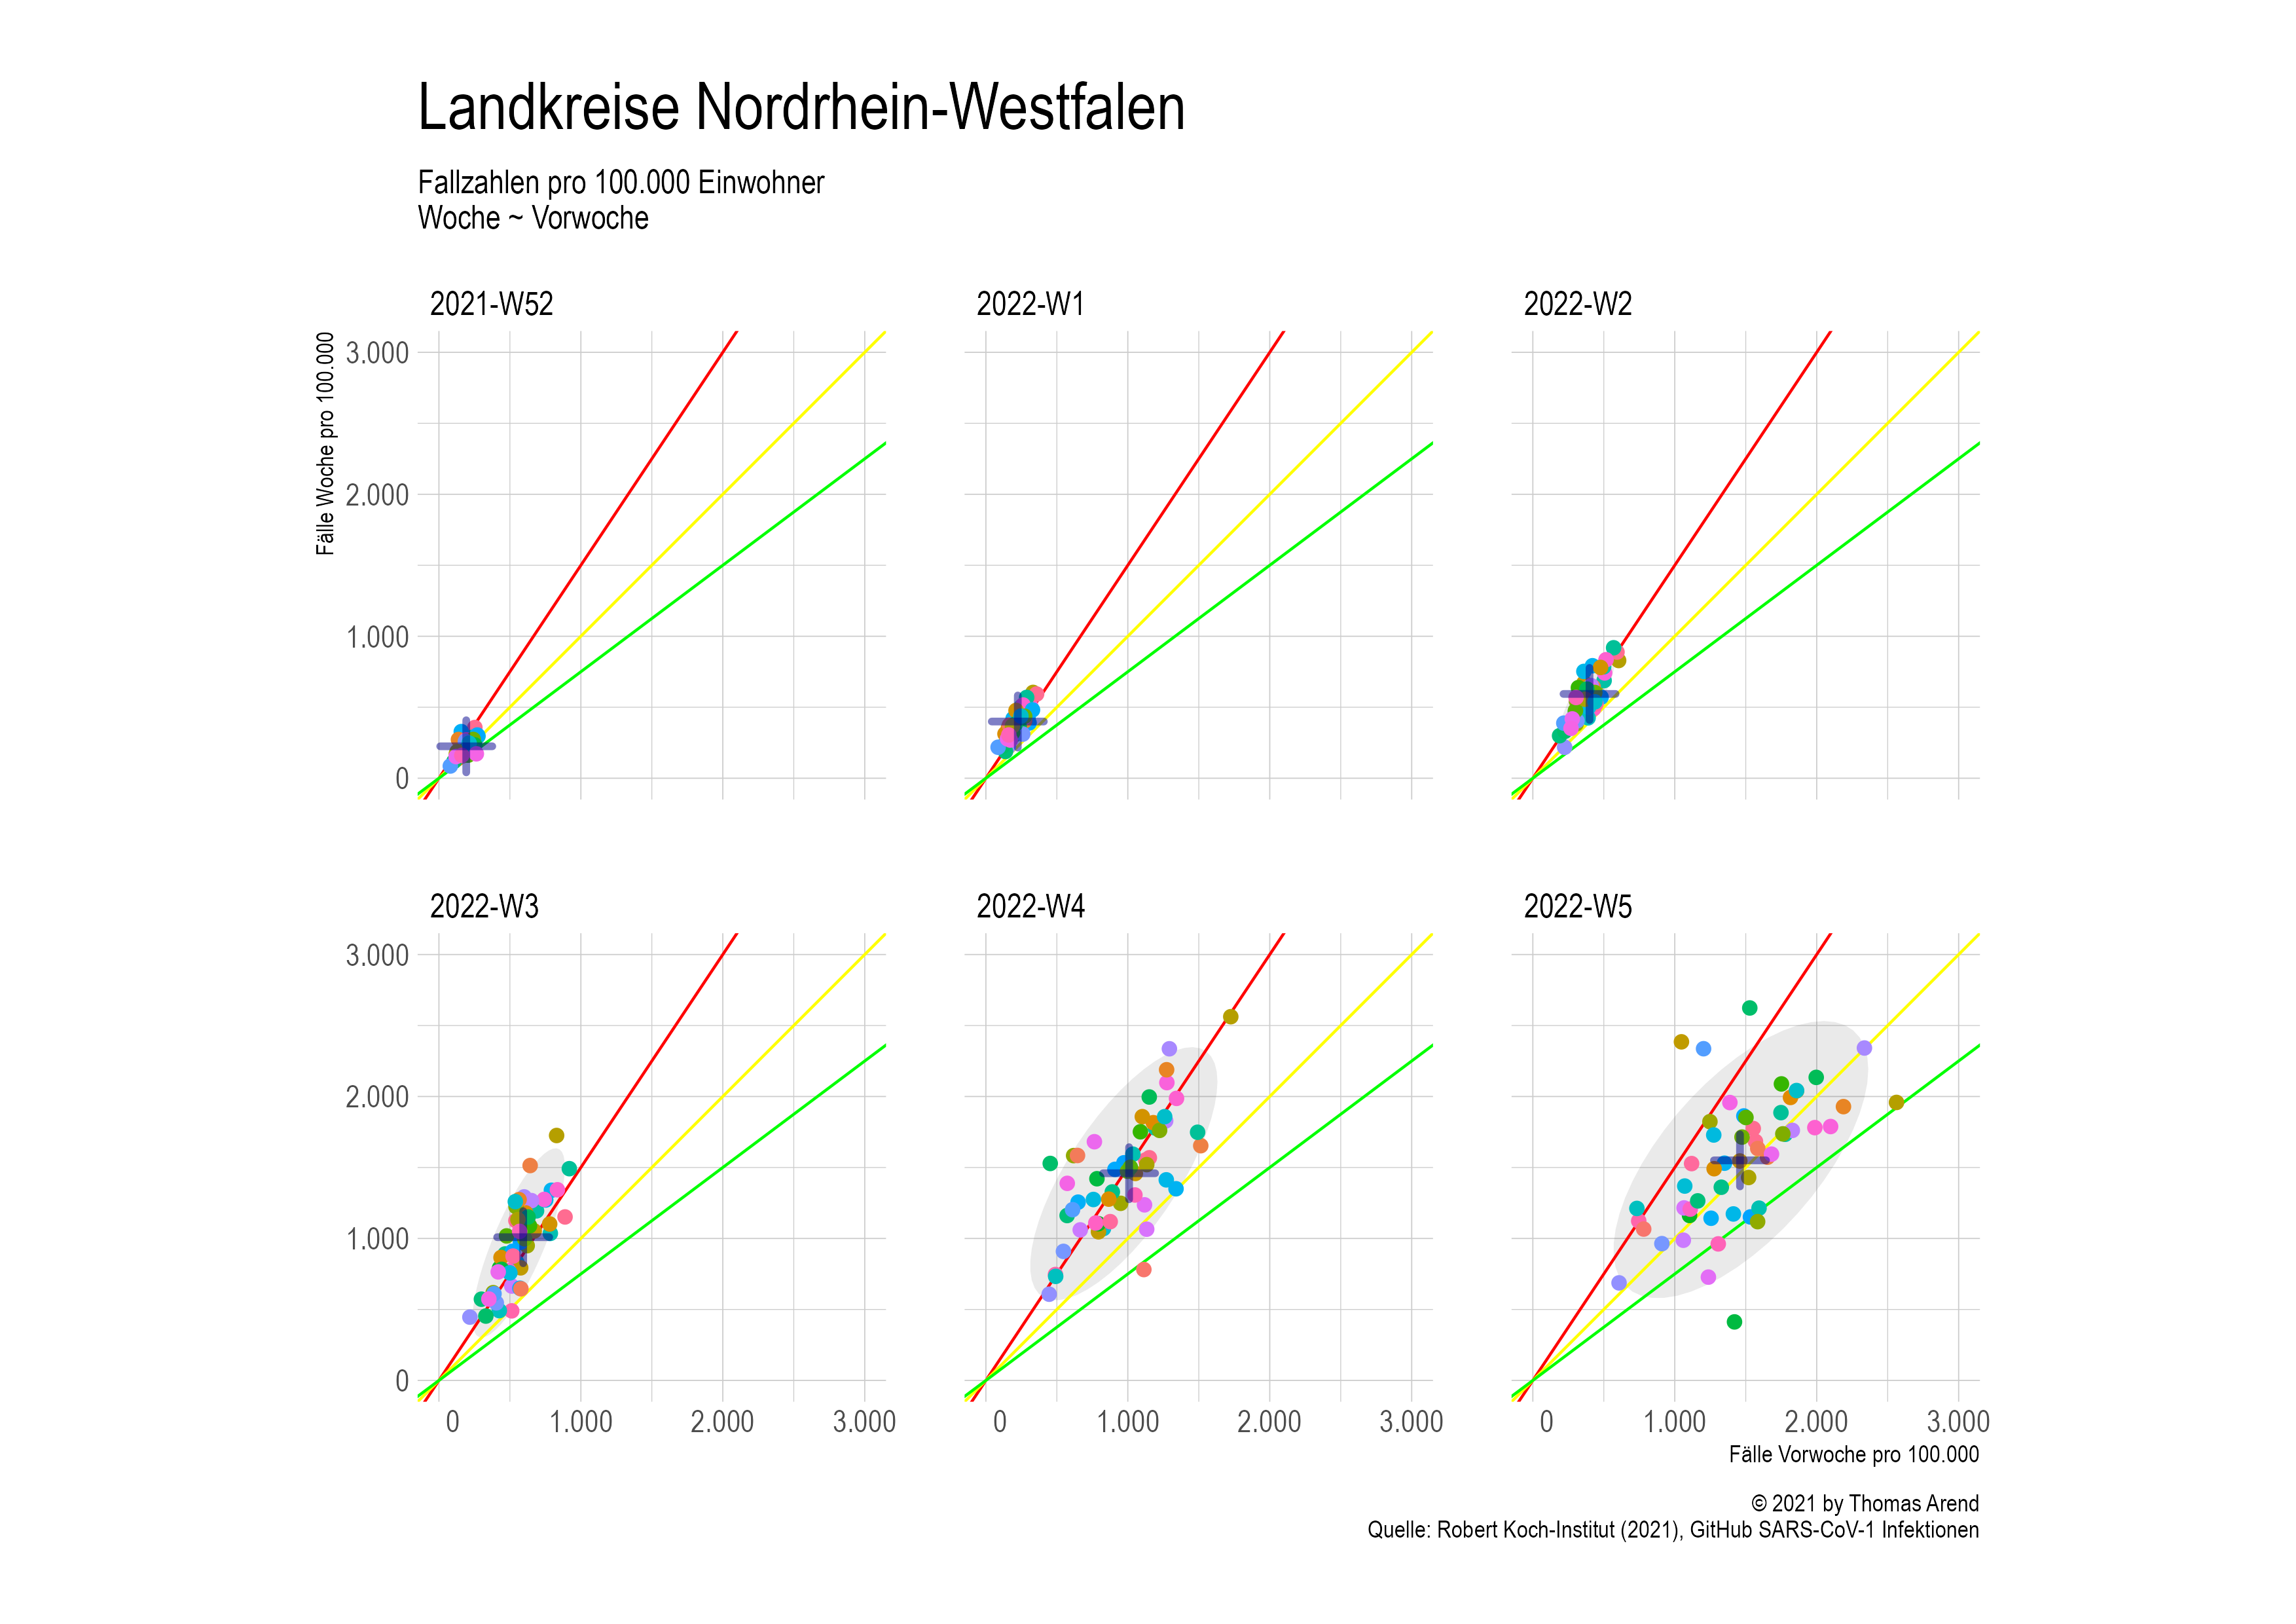 Landkreise Nordrhein-Westfalen
Fallzahlen pro 100.000 Einwohner
Woche ~ Vorwoche
2021-W52
2022-W1
2022-W2
Fälle Woche pro 100.000
3.000
2.000
1.000
0
2022-W3
2022-W4
2022-W5
3.000
2.000
1.000
0
0 1.000 2.000 3.000
0 1.000 2.000 3.000
0 1.000 2.000 3.000
Fälle Vorwoche pro 100.000
© 2021 by Thomas Arend
Quelle: Robert Koch-Institut (2021), GitHub SARS-CoV-1 Infektionen